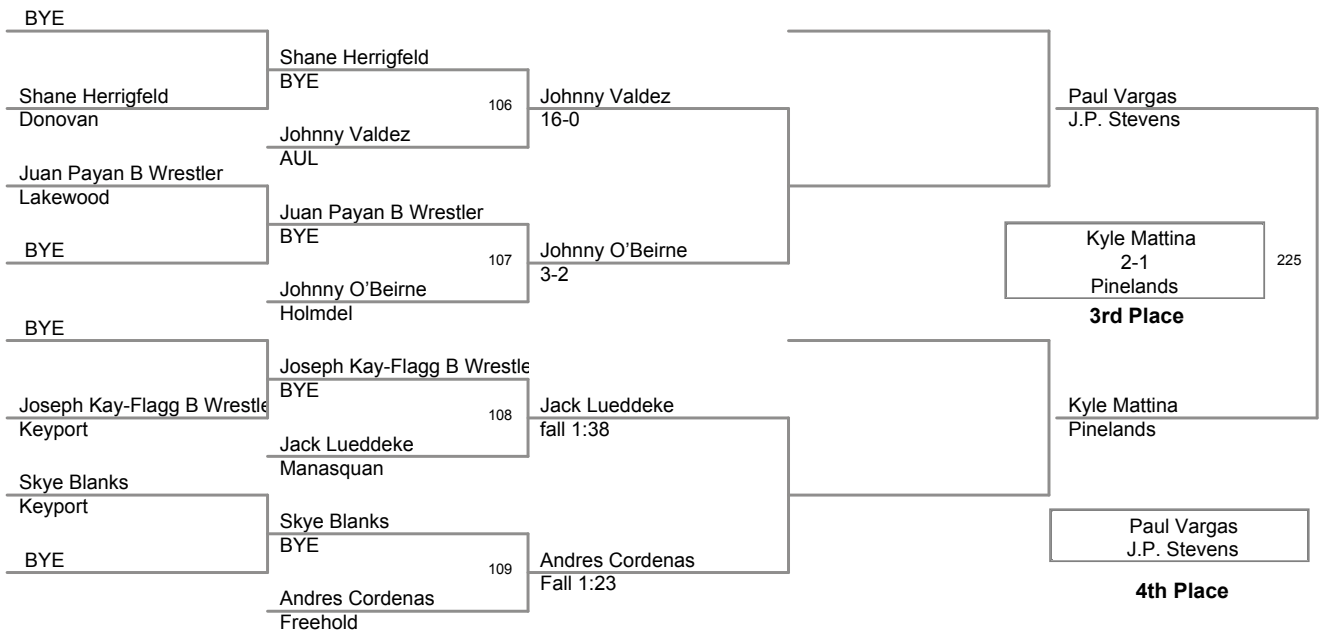 BYE
Shane Herrigfeld
Donovan
Juan Payan B Wrestler
Lakewood
BYE
BYE
Joseph Kay-Flagg B Wrestle
Keyport
Skye Blanks
Keyport
BYE
Shane Herrigfeld
BYE
106
Johnny Valdez
AUL
Juan Payan B Wrestler
BYE
107
Johnny O'Beirne
Holmdel
Joseph Kay-Flagg B Wrestle
BYE
108
Jack Lueddeke
Manasquan
Skye Blanks
BYE
109
Andres Cordenas
Freehold
Johnny Valdez
16-0
Johnny O'Beirne
3-2
Jack Lueddeke
fall 1:38
Andres Cordenas
Fall 1:23
Paul Vargas
J.P. Stevens
Kyle Mattina
2-1
Pinelands
225
3rd Place
Kyle Mattina
Pinelands
Paul Vargas
J.P. Stevens
4th Place